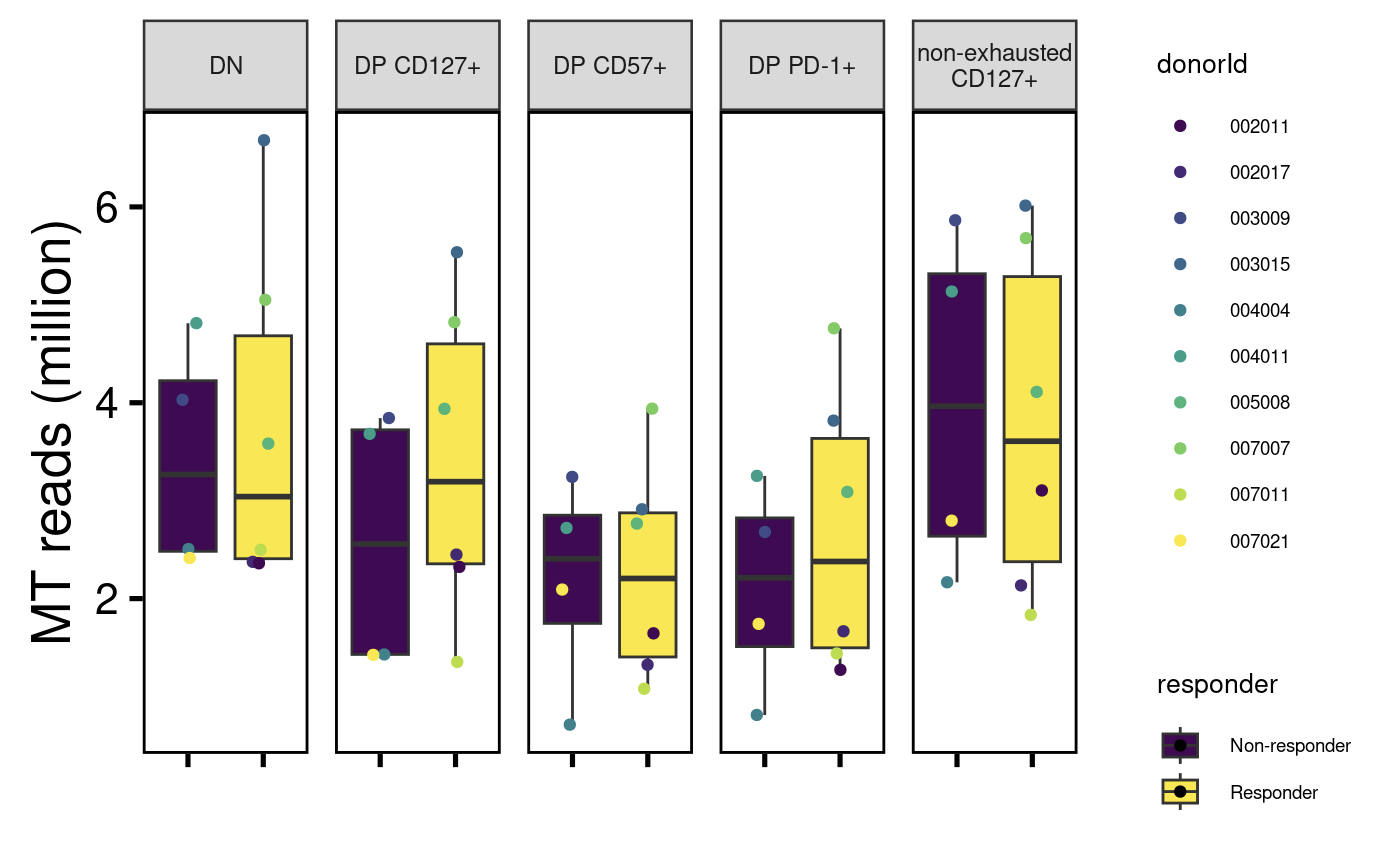 DN
DP CD127+
DP CD57+
DP PD-1+
non-exhausted
CD127+
MT reads (million)
6
4
2
donorId
002011
002017
003009
003015
004004
004011
005008
007007
007011
007021
responder
Non-responder
Responder